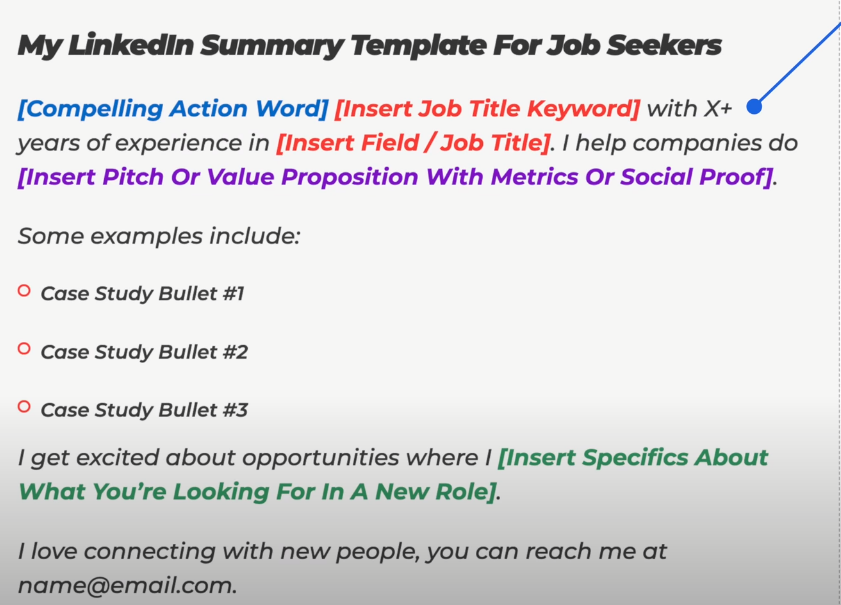 My LinkedIn Summary Template For Job Seekers
[Compelling Action Word] [Insert Job Title Keyword] with X+
years of experience in [Insert Field / Job Title]. I help companies do
[Insert Pitch Or Value Proposition With Metrics Or Social Proof].
Some examples include:
Case Study Bullet #1
Case Study Bullet #2
Case Study Bullet #3
I get excited about opportunities where I [Insert Specifics About
What You're Looking For In A New Role].
I love connecting with new people, you can reach me at
name@email.com.